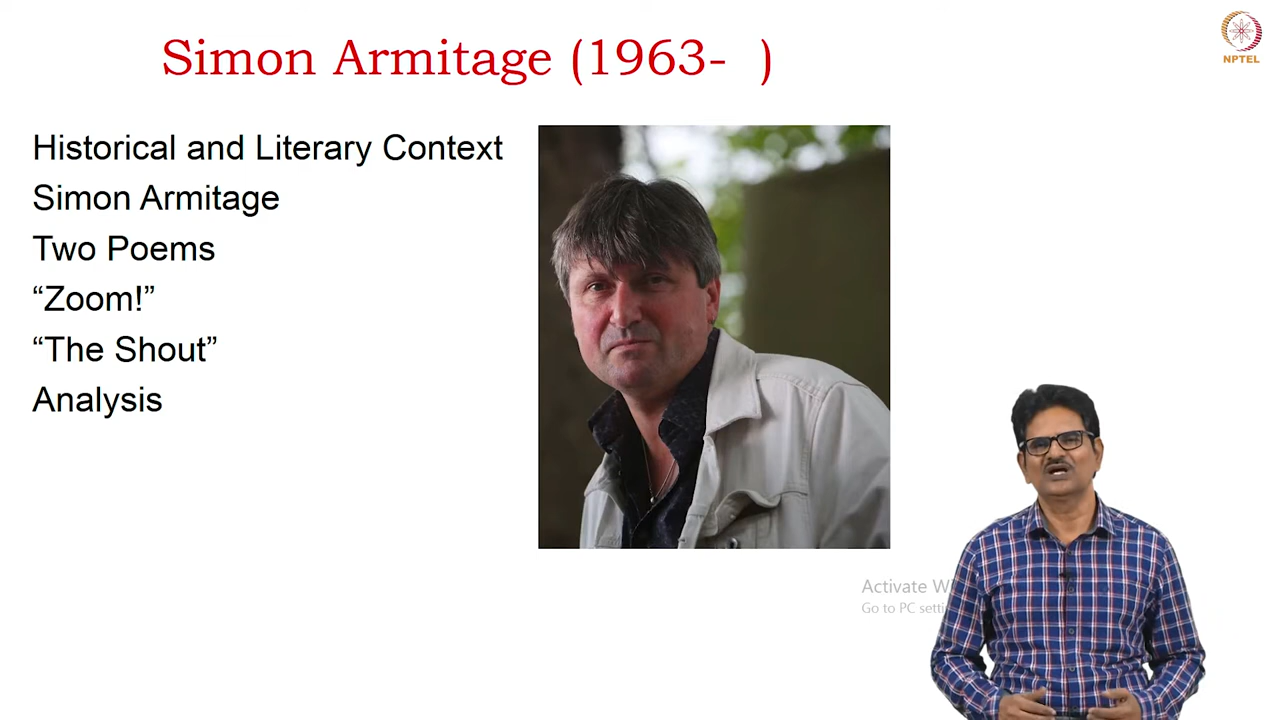 Simon Armitage (1963-  )
NPTEL
Historical and Literary Context
Simon Armitage
Two Poems
“Zoom!”
“The Shout”
Analysis
Activate
Go to PC